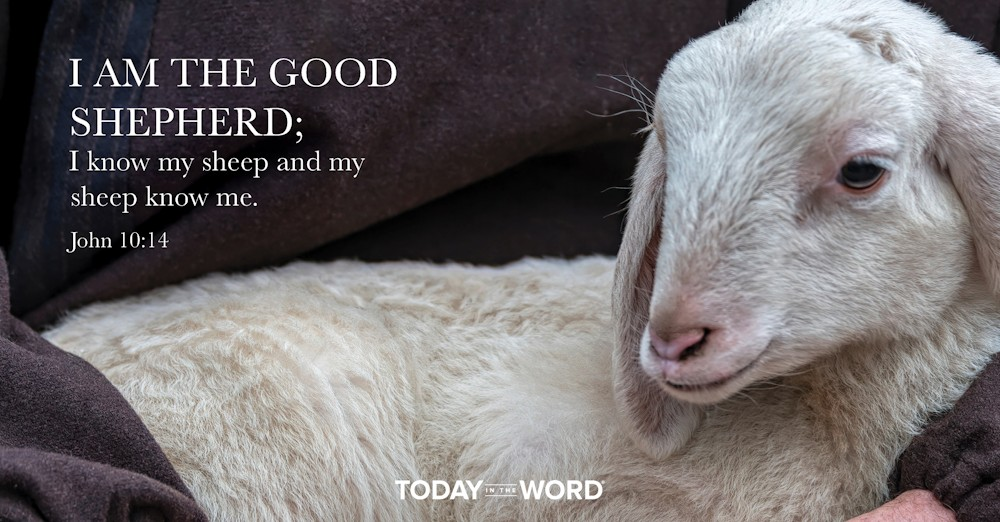 I AM THE GOOD
SHEPHERD;
I know my sheep and my
sheep know me.
John 10:14
TODAY IN THE WORD®